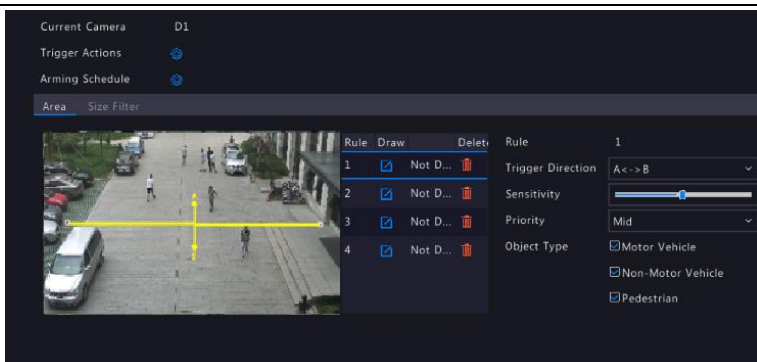 Current Camera D1
Trigger Actions
Arming Schedule
Area Size Filter
Rule Draw Delete
1 Not D...
2 Not D...
3 Not D...
4 Not D...
Rule 1
Trigger Direction A<->B
Sensitivity
Priority Mid
Object Type Motor Vehicle
Non-Motor Vehicle
Pedestrian